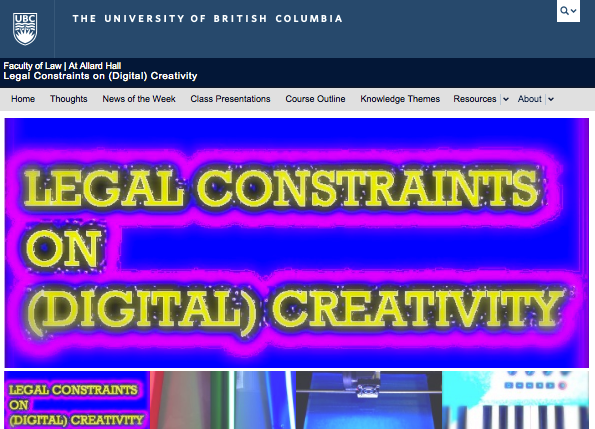 UBC
THE UNIVERSITY OF BRITISH COLUMBIA
Faculty of Law | At Allard Hall
Legal Constraints on (Digital) Creativity
Home Thoughts News of the Week Class Presentations Course Outline Knowledge Themes Resources About
LEGAL CONSTRAINTS
ON
(DIGITAL) CREATIVITY
LEGAL CONSTRAINTS
ON
(DIGITAL) CREATIVITY